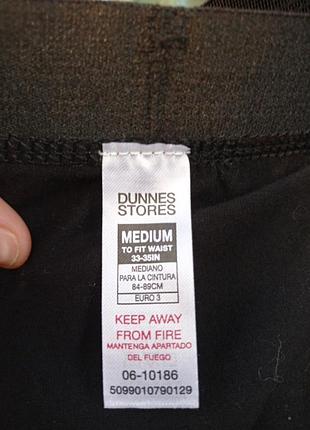 DUNNES
STORES
MEDIUM
TO FIT WAIST
33-35IN
MEDIANO
PARA LA CINTURA
84-89CM
EURO 3
KEEP AWAY
FROM FIRE
MANTENGA APARTADO
DEL FUEGO
06-10186
5099010790129